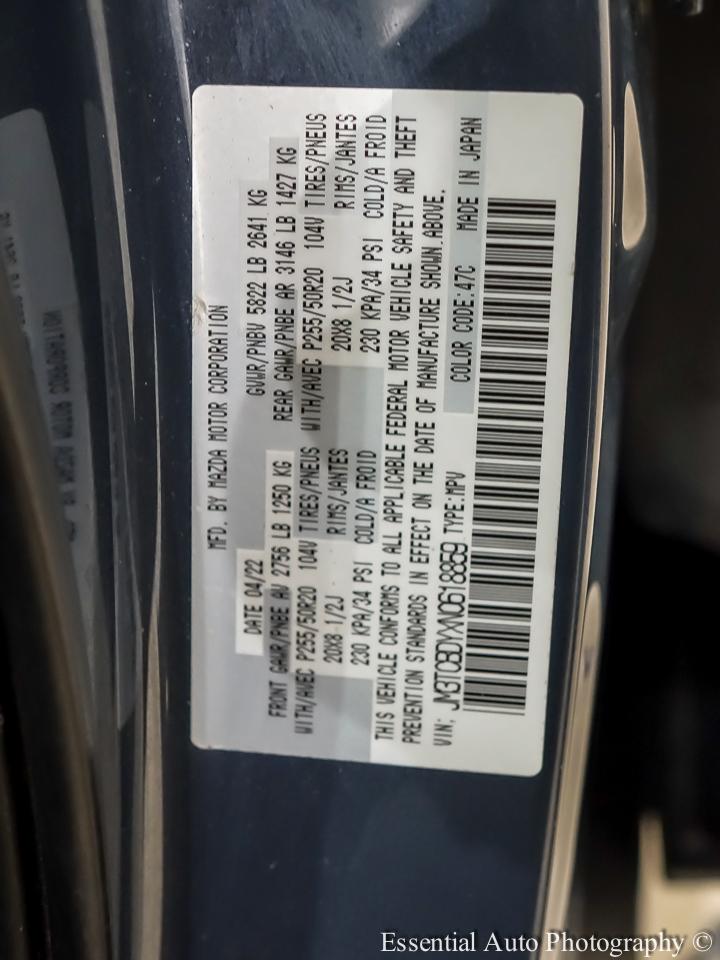 MFD. BY MAZDA MOTOR CORPORATION
DATE 04/22 GVWR/PNBV 5822 LB 2641 KG
FRONT GAWR/PNBE AV 2756 LB 1250 KG REAR GAWR/PNBE AR 3146 LB 1427 KG
WITH/AVEC P255/50R20 104V TIRES/PNEUS WITH/AVEC P255/50R20 104V TIRES/PNEUS
20X8 1/2J RIMS/JANTES 20X8 1/2J RIMS/JANTES
230 KPA/34 PSI COLD/A FROID 230 KPA/34 PSI COLD/A FROID
THIS VEHICLE CONFORMS TO ALL APPLICABLE FEDERAL MOTOR VEHICLE SAFETY AND THEFT
PREVENTION STANDARDS IN EFFECT ON THE DATE OF MANUFACTURE SHOWN ABOVE.
VIN: JM3TCBDYXN0618869 TYPE:MPV COLOR CODE:47C MADE IN JAPAN
Essential Auto Photography ©